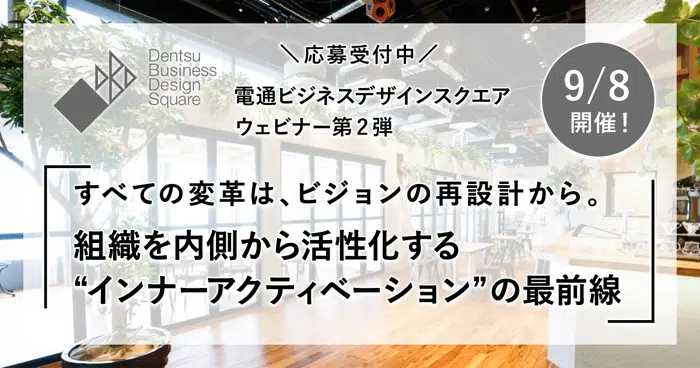 Dentsu
Business
Design
Square
＼応募受付中／
電通ビジネスデザインスクエア
ウェビナー第２弾
9/8
開催！
すべての変革は、ビジョンの再設計から。
組織を内側から活性化する
“インナーアクティベーション”の最前線